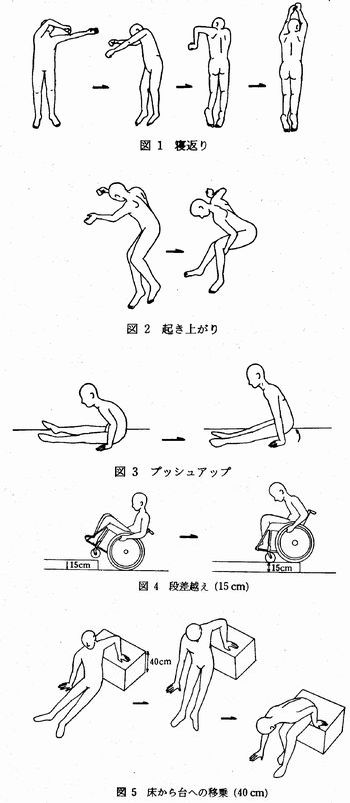 図 1 寝返り
図 2 起き上がり
図 3 プッシュアップ
15cm
15cm
図 4 段差越え (15 cm)
40cm
図 5 床から台への移乗 (40 cm)